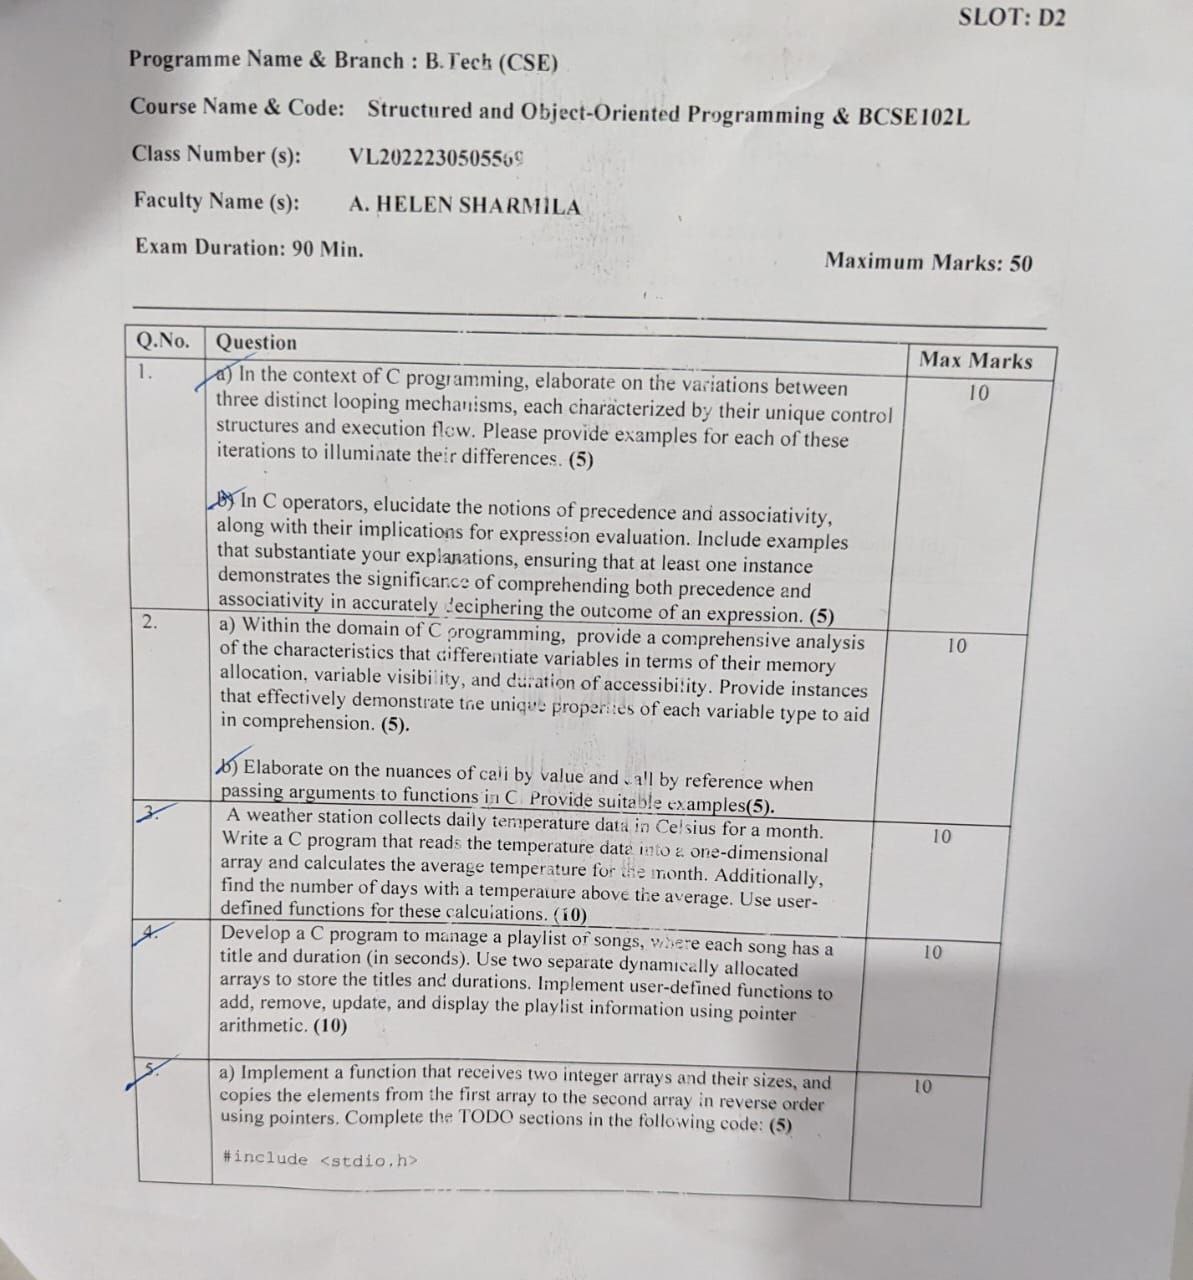 SLOT: D2
Programme Name & Branch : B.Tech (CSE)
Course Name & Code: Structured and Object-Oriented Programming & BCSE102L
Class Number (s): VL2022230505569
Faculty Name (s): A. HELEN SHARMILA
Exam Duration: 90 Min.
Maximum Marks: 50
Q.No. Question Max Marks
1. a) In the context of C programming, elaborate on the variations between 10
three distinct looping mechanisms, each characterized by their unique control
structures and execution flow. Please provide examples for each of these
iterations to illuminate their differences. (5)
b) In C operators, elucidate the notions of precedence and associativity,
along with their implications for expression evaluation. Include examples
that substantiate your explanations, ensuring that at least one instance
demonstrates the significance of comprehending both precedence and
associativity in accurately deciphering the outcome of an expression. (5)
2. a) Within the domain of C programming, provide a comprehensive analysis 10
of the characteristics that differentiate variables in terms of their memory
allocation, variable visibility, and duration of accessibility. Provide instances
that effectively demonstrate the unique properties of each variable type to aid
in comprehension. (5).
b) Elaborate on the nuances of call by value and call by reference when
passing arguments to functions in C. Provide suitable examples(5).
3. A weather station collects daily temperature data in Celsius for a month. 10
Write a C program that reads the temperature data into a one-dimensional
array and calculates the average temperature for the month. Additionally,
find the number of days with a temperature above the average. Use user-
defined functions for these calculations. (10)
4. Develop a C program to manage a playlist of songs, where each song has a 10
title and duration (in seconds). Use two separate dynamically allocated
arrays to store the titles and durations. Implement user-defined functions to
add, remove, update, and display the playlist information using pointer
arithmetic. (10)
5. a) Implement a function that receives two integer arrays and their sizes, and 10
copies the elements from the first array to the second array in reverse order
using pointers. Complete the TODO sections in the following code: (5)
#include <stdio.h>